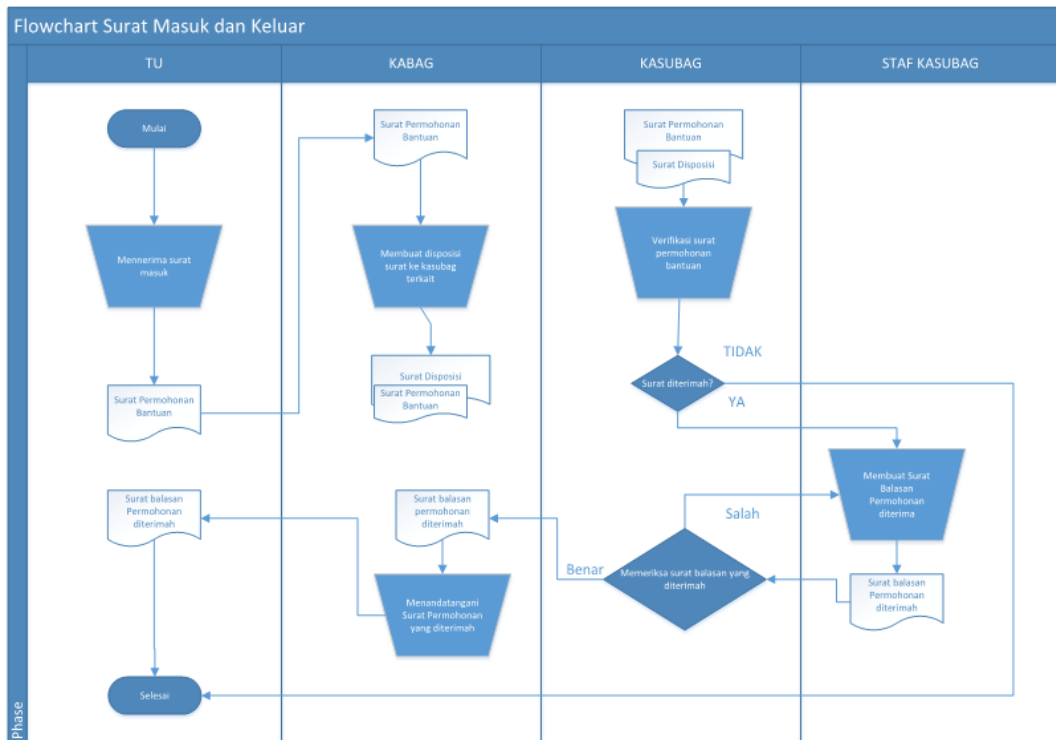 Flowchart Surat Masuk dan Keluar
TU
KABAG
KASUBAG
STAF KASUBAG
Mulai
Mennerima surat
masuk
Surat Permohonan
Bantuan
Surat Permohonan
Bantuan
Membuat disposisi
surat ke kasubag
terkait
Surat Disposisi
Surat Permohonan
Bantuan
Surat Permohonan
Bantuan
Surat Disposisi
Verifikasi surat
permohonan
bantuan
Surat diterimah?
TIDAK
YA
Membuat Surat
Balasan
Permohonan
diterima
Surat balasan
Permohonan
diterimah
Memeriksa surat balasan yang
diterimah
Salah
Benar
Surat balasan
permohonan
diterimah
Menandatangani
Surat Permohonan
yang diterimah
Surat balasan
Permohonan
diterimah
Selesai
Phase